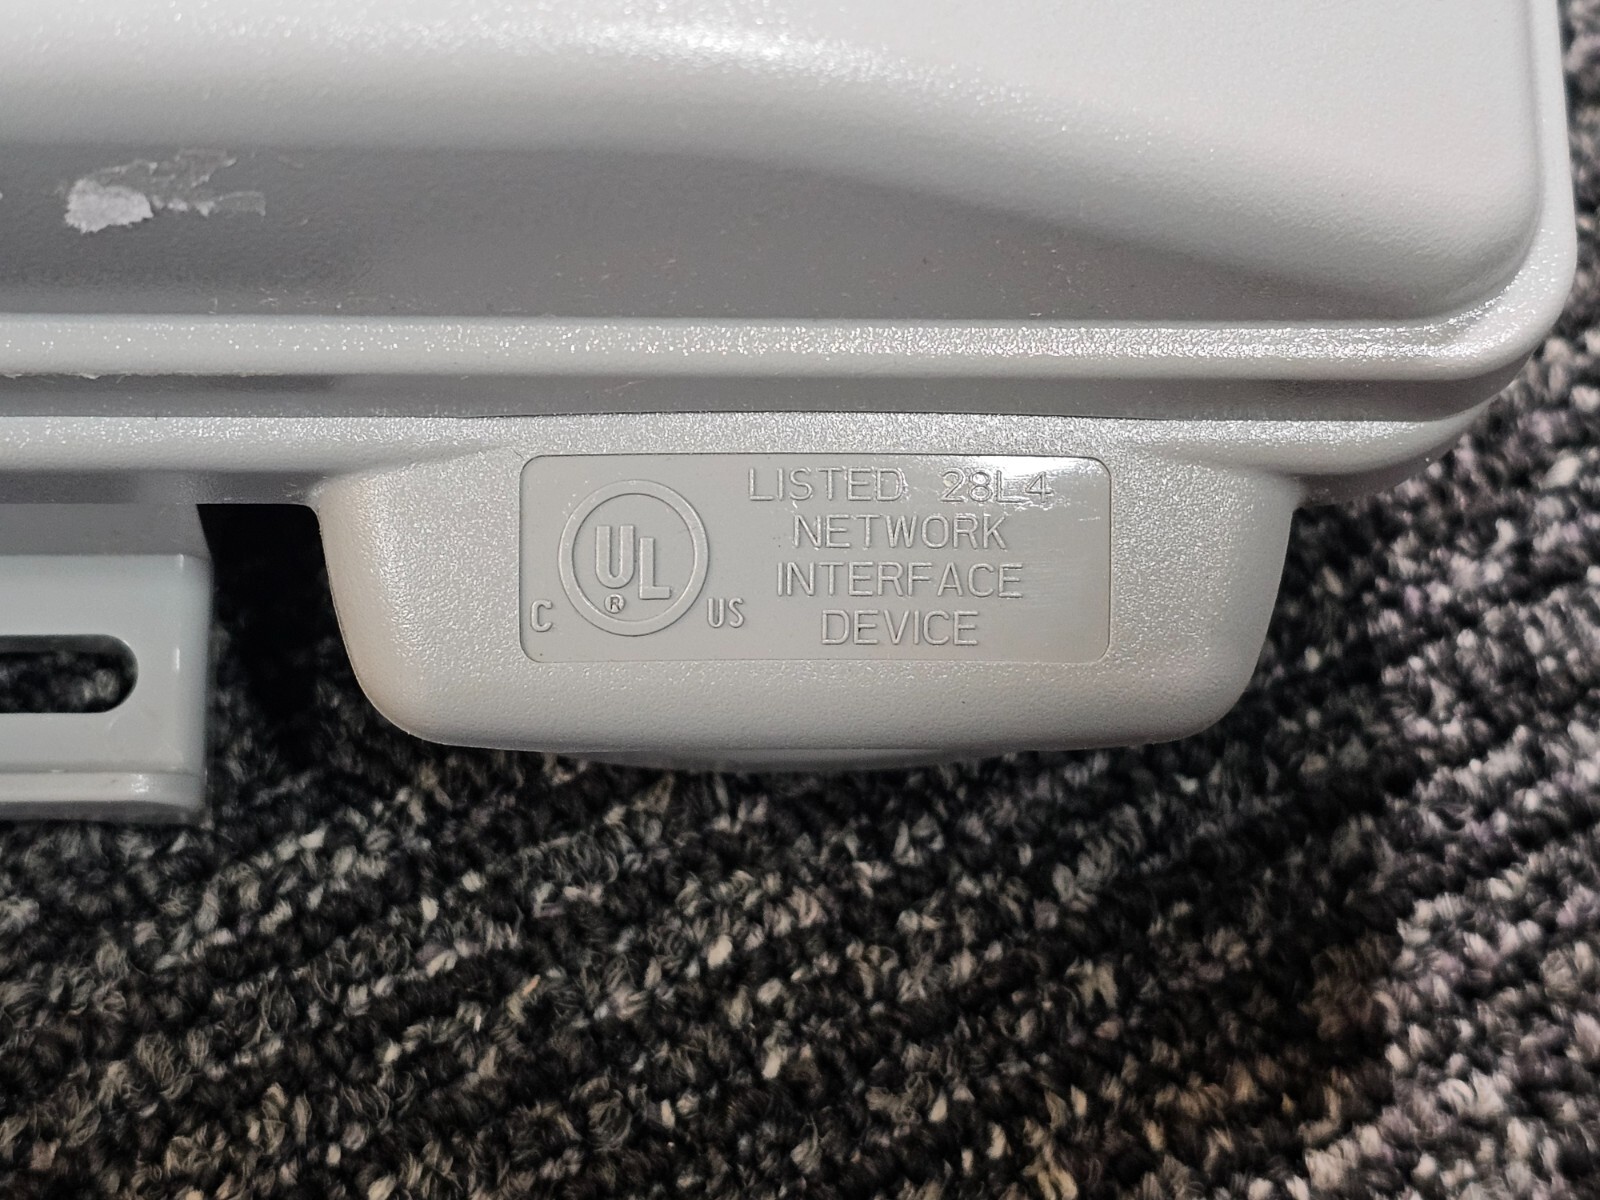 LISTED 28L4
NETWORK
INTERFACE
DEVICE
C UL ® US